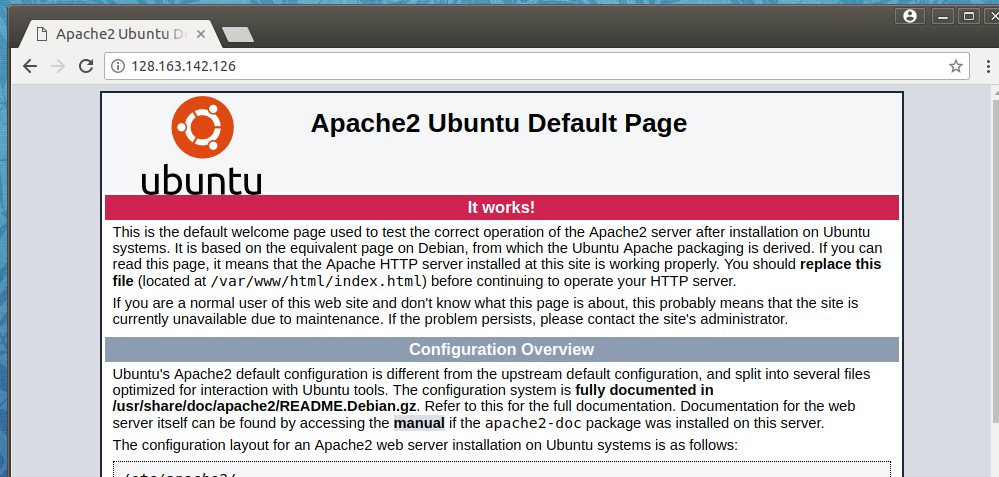 Apache2 Ubuntu D
128.163.142.126
ubuntu
Apache2 Ubuntu Default Page
It works!
This is the default welcome page used to test the correct operation of the Apache2 server after installation on Ubuntu
systems. It is based on the equivalent page on Debian, from which the Ubuntu Apache packaging is derived. If you can
read this page, it means that the Apache HTTP server installed at this site is working properly. You should replace this
file (located at /var/www/html/index.html) before continuing to operate your HTTP server.
If you are a normal user of this web site and don't know what this page is about, this probably means that the site is
currently unavailable due to maintenance. If the problem persists, please contact the site's administrator.
Configuration Overview
Ubuntu's Apache2 default configuration is different from the upstream default configuration, and split into several files
optimized for interaction with Ubuntu tools. The configuration system is fully documented in
/usr/share/doc/apache2/README.Debian.gz. Refer to this for the full documentation. Documentation for the web
server itself can be found by accessing the manual if the apache2-doc package was installed on this server.
The configuration layout for an Apache2 web server installation on Ubuntu systems is as follows: